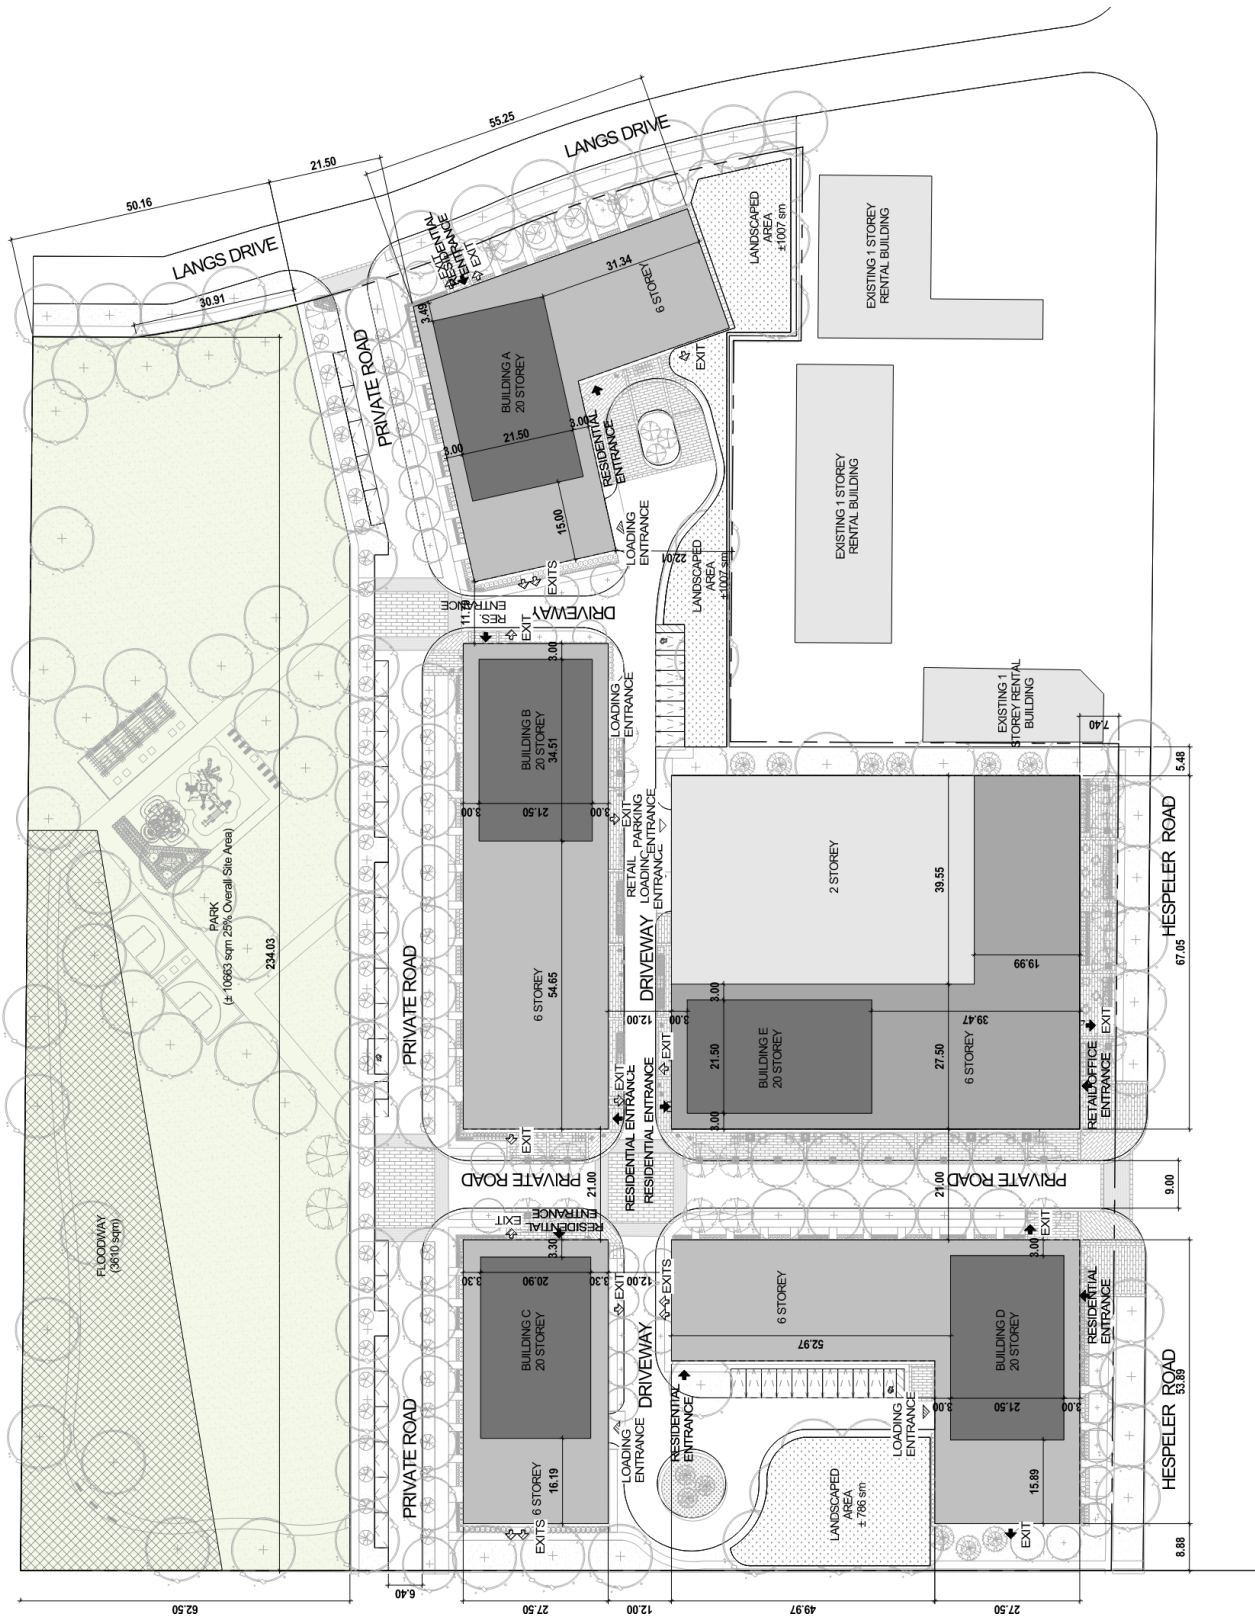 55.25
LANGS DRIVE
21.50
50.16
LANGS DRIVE
30.91
EXIT
RESIDENTIAL
ENTRANCE
EXIT
31.34
6 STOREY
3.49
LANDSCAPED
AREA
±1007 sm
EXISTING 1 STOREY
RENTAL BUILDING
PRIVATE ROAD
BUILDING A
20 STOREY
EXIT
3.00
21.50
3.00
RESIDENTIAL
ENTRANCE
15.00
LOADING
ENTRANCE
EXISTING 1 STOREY
RENTAL BUILDING
22.01
LANDSCAPED
AREA
±1007 sm
EXITS
DRIVEWAY
RES.
ENTRANCE
EXIT
3.00
BUILDING B
20 STOREY
34.51
LOADING
ENTRANCE
3.00
21.50
3.00
EXIT
EXISTING 1
STOREY RENTAL
BUILDING
7.40
5.48
RETAIL PARKING
ENTRANCE
LOADING
ENTRANCE
2 STOREY
39.55
HESPELER ROAD
67.05
PARK
(± 10663 sqm 25% Overall Site Area)
234.03
PRIVATE ROAD
6 STOREY
54.65
DRIVEWAY
12.00
19.99
3.00
3.00
39.47
21.50
BUILDING E
20 STOREY
27.50
6 STOREY
3.00
EXIT
EXIT
EXIT
RETAIL/OFFICE
ENTRANCE
EXIT
RESIDENTIAL ENTRANCE
RESIDENTIAL ENTRANCE
PRIVATE ROAD
21.00
21.00
PRIVATE ROAD
9.00
FLOODWAY
(3610 sqm)
EXIT
RESIDENTIAL
ENTRANCE
3.30
3.30
20.90
3.30
12.00
EXIT
EXITS
BUILDING C
20 STOREY
6 STOREY
52.97
EXIT
3.00
RESIDENTIAL
ENTRANCE
BUILDING D
20 STOREY
HESPELER ROAD
53.89
PRIVATE ROAD
DRIVEWAY
RESIDENTIAL
ENTRANCE
LOADING
ENTRANCE
3.00
21.50
3.00
LOADING
ENTRANCE
6 STOREY
16.19
EXITS
LANDSCAPED
AREA
± 786 sm
15.89
EXIT
8.88
6.40
62.50
27.50
12.00
49.97
27.50